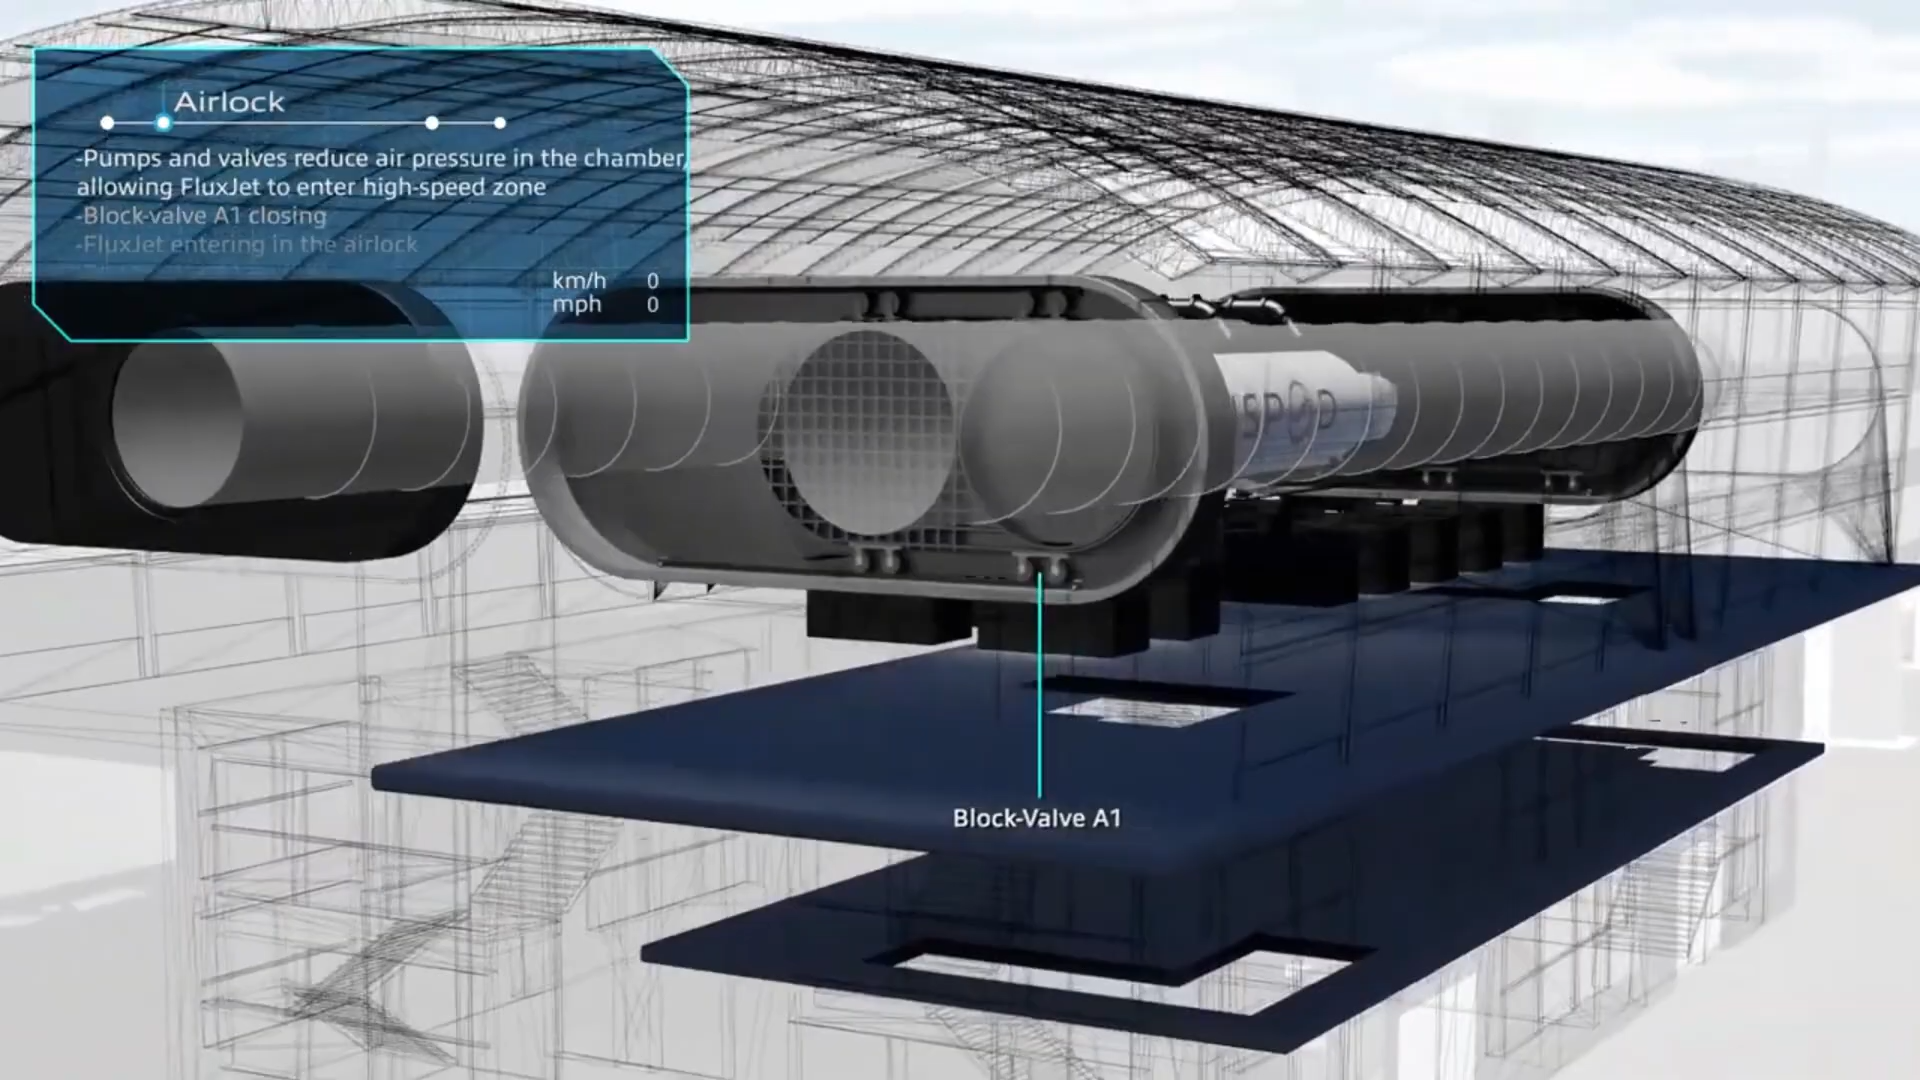 Airlock
-Pumps and valves reduce air pressure in the chamber,
allowing FluxJet to enter high-speed zone
-Block-valve A1 closing
-FluxJet entering in the airlock
km/h 0
mph 0
SPOD
Block-Valve A1